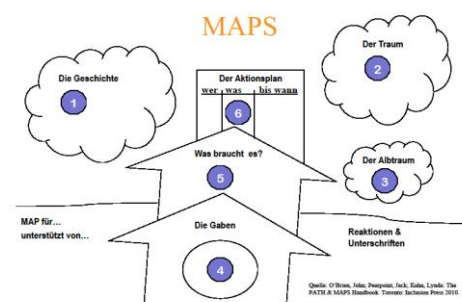 MAPS
Die Geschichte
1
Der Traum
2
Der Aktionsplan
wer was bis wann
6
Was braucht es?
5
Der Albtraum
3
MAP für...
unterstützt von...
Die Gaben
4
Reaktionen &
Unterschriften
Quelle: O'Brien, John, Pearpoint, Jack, Kahn, Lynda: The
PATH & MAPS Handbook. Toronto: Inclusion Press 2010.